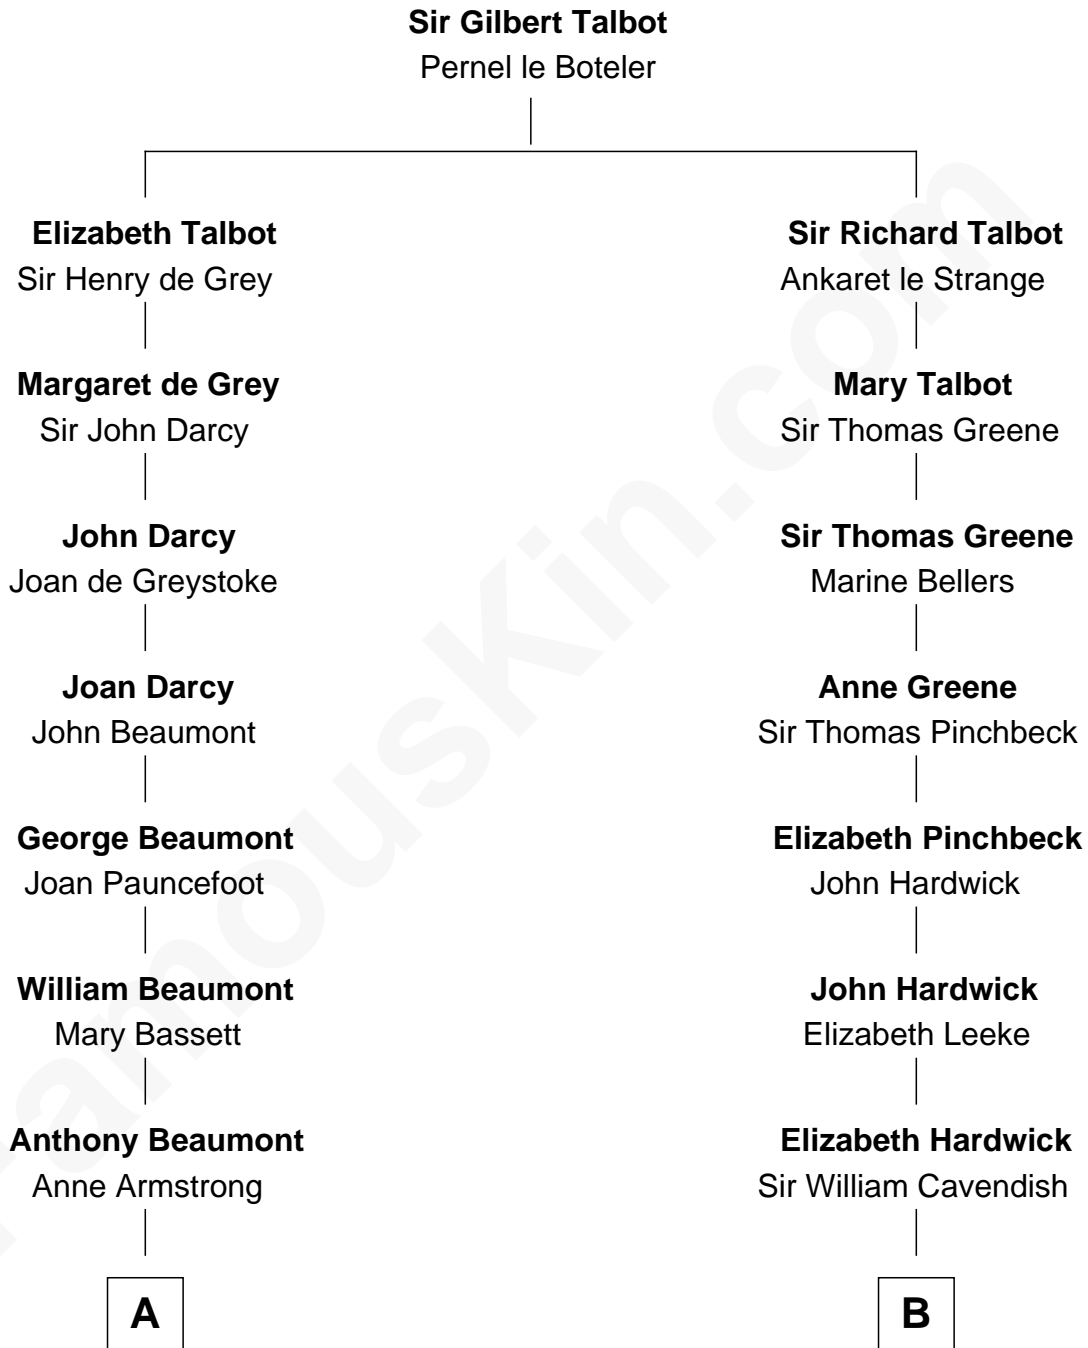 Sir Gilbert Talbot
Pernel le Boteler
Elizabeth Talbot
Sir Henry de Grey
Sir Richard Talbot
Ankaret le Strange
Margaret de Grey
Sir John Darcy
Mary Talbot
Sir Thomas Greene
John Darcy
Joan de Greystoke
Sir Thomas Greene
Marine Bellers
Joan Darcy
John Beaumont
Anne Greene
Sir Thomas Pinchbeck
George Beaumont
Joan Pauncefoot
Elizabeth Pinchbeck
John Hardwick
William Beaumont
Mary Bassett
John Hardwick
Elizabeth Leeke
Anthony Beaumont
Anne Armstrong
Elizabeth Hardwick
Sir William Cavendish
A
B
FamousKin.com